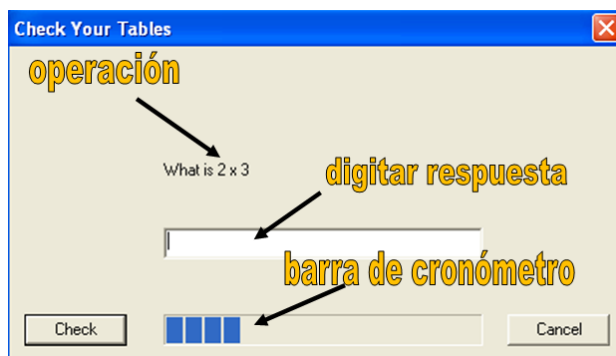 Check Your Tables
operación
What is 2 x 3
digitar respuesta
barra de cronómetro
Check
Cancel